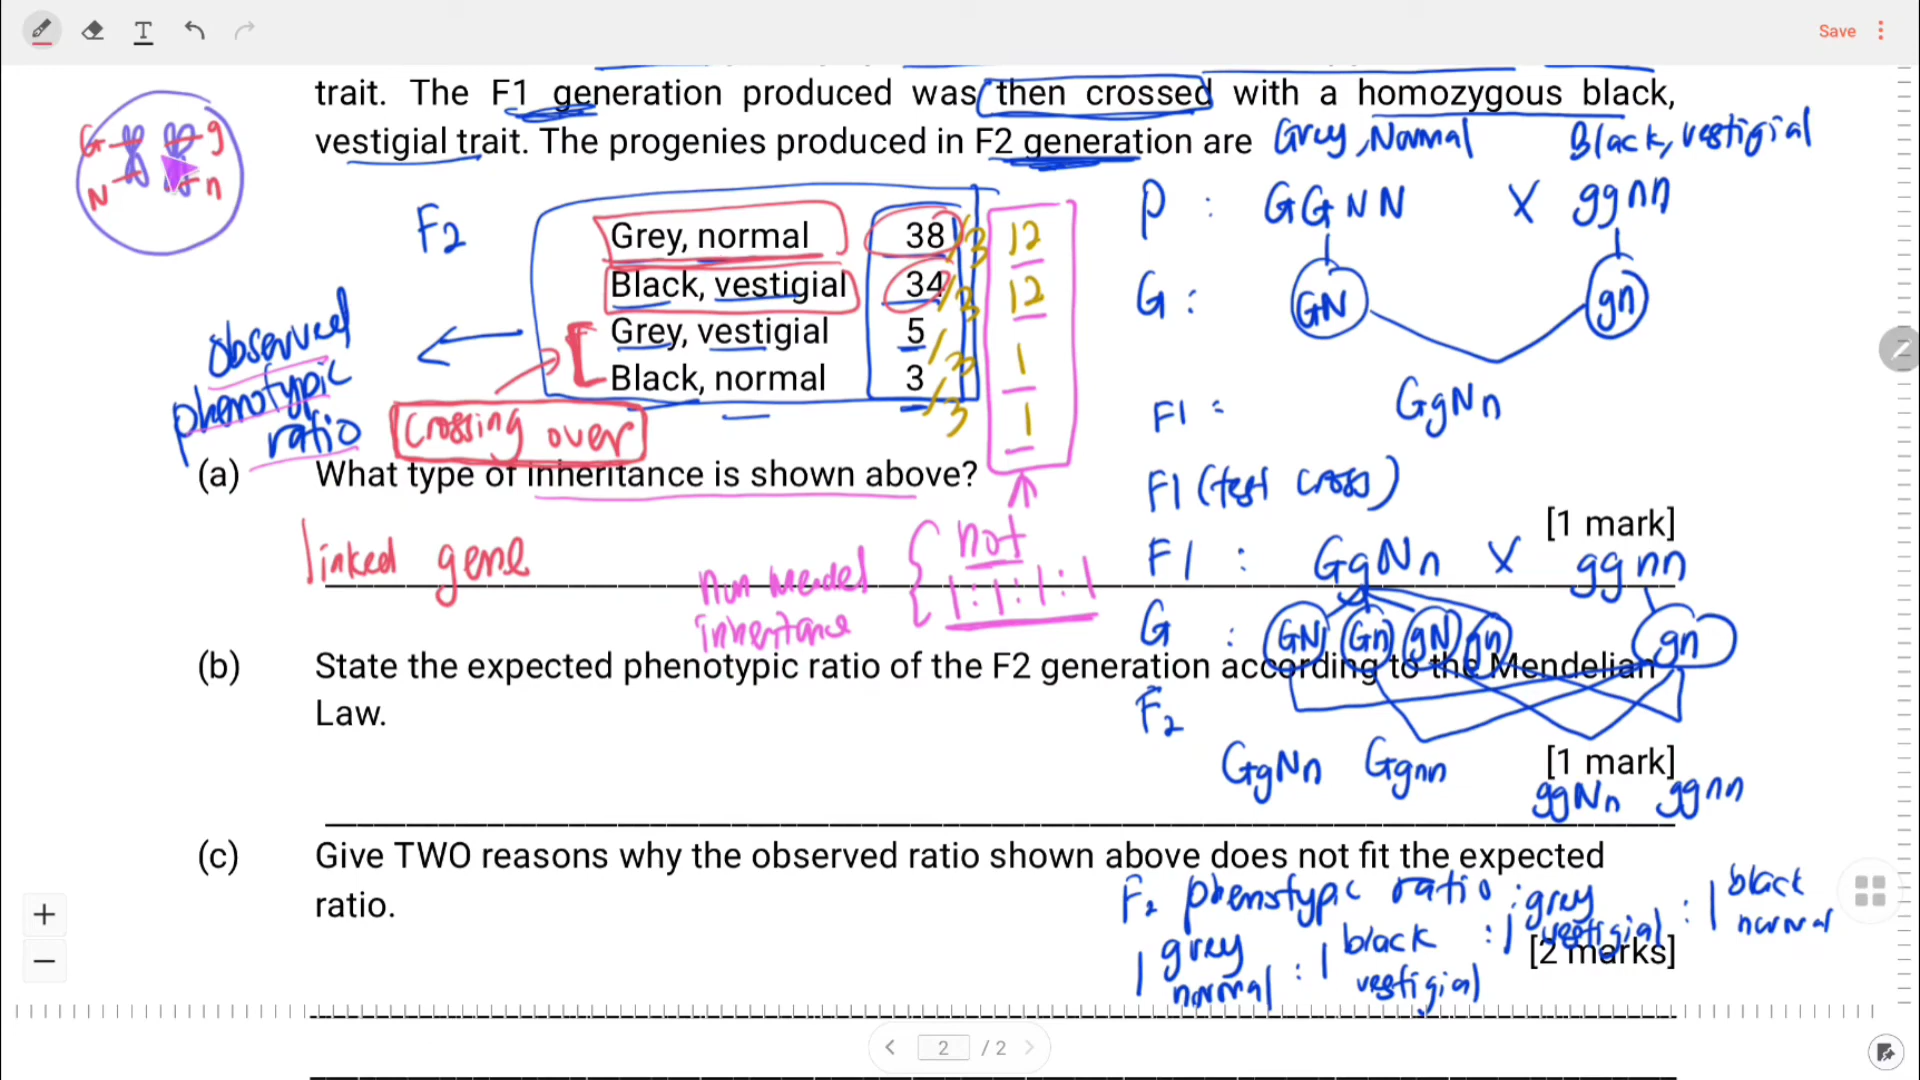 Save
trait. The F1 generation produced was then crossed with a homozygous black,
vestigial trait. The progenies produced in F2 generation are
Grey, Normal
Black, vestigial
G g
N n
F2
Grey, normal 38 /3 12
Black, vestigial 34 /3 12
Grey, vestigial 5 /3 1
Black, normal 3 /3 1
observed
phenotypic
ratio
crossing over
P : GGNN X ggnn
G : GN gn
F1 : GgNn
F1 (test cross)
(a) What type of inheritance is shown above?
[1 mark]
linked gene
non mendel
inheritance
not
1:1:1:1
F1 : GgNn X ggnn
G : GN Gn gN gn gn
(b) State the expected phenotypic ratio of the F2 generation according to the Mendelian
Law.
F2
GgNn Ggnn ggNn ggnn
[1 mark]
(c) Give TWO reasons why the observed ratio shown above does not fit the expected
ratio.
F2 phenotypic ratio :
1 grey normal : 1 black vestigial : 1 grey vestigial : 1 black normal
[2 marks]
2 / 2